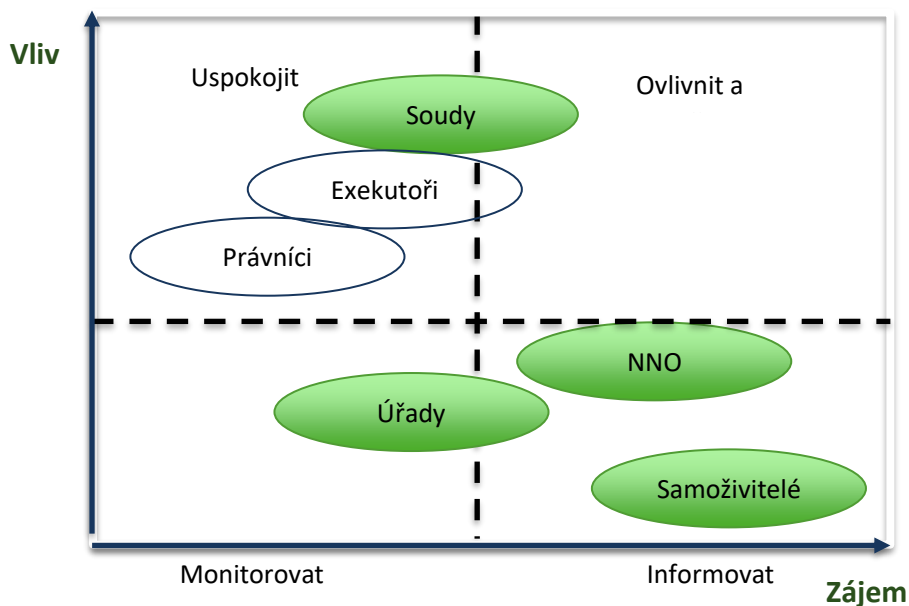 Vliv
Uspokojit
Ovlivnit a
Soudy
Exekutoři
Právníci
NNO
Úřady
Samoživitelé
Monitorovat
Informovat
Zájem